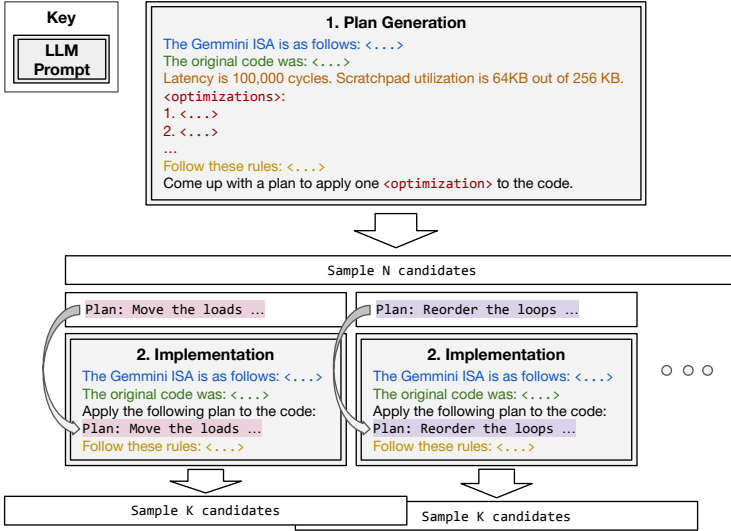 Key
LLM
Prompt
1. Plan Generation
The Gemmini ISA is as follows: <...>
The original code was: <...>
Latency is 100,000 cycles. Scratchpad utilization is 64KB out of 256 KB.
<optimizations>:
1. <...>
2. <...>
...
Follow these rules: <...>
Come up with a plan to apply one <optimization> to the code.
Sample N candidates
Plan: Move the loads ...
2. Implementation
The Gemmini ISA is as follows: <...>
The original code was: <...>
Apply the following plan to the code:
Plan: Move the loads ...
Follow these rules: <...>
Sample K candidates
Plan: Reorder the loops ...
2. Implementation
The Gemmini ISA is as follows: <...>
The original code was: <...>
Apply the following plan to the code:
Plan: Reorder the loops ...
Follow these rules: <...>
Sample K candidates